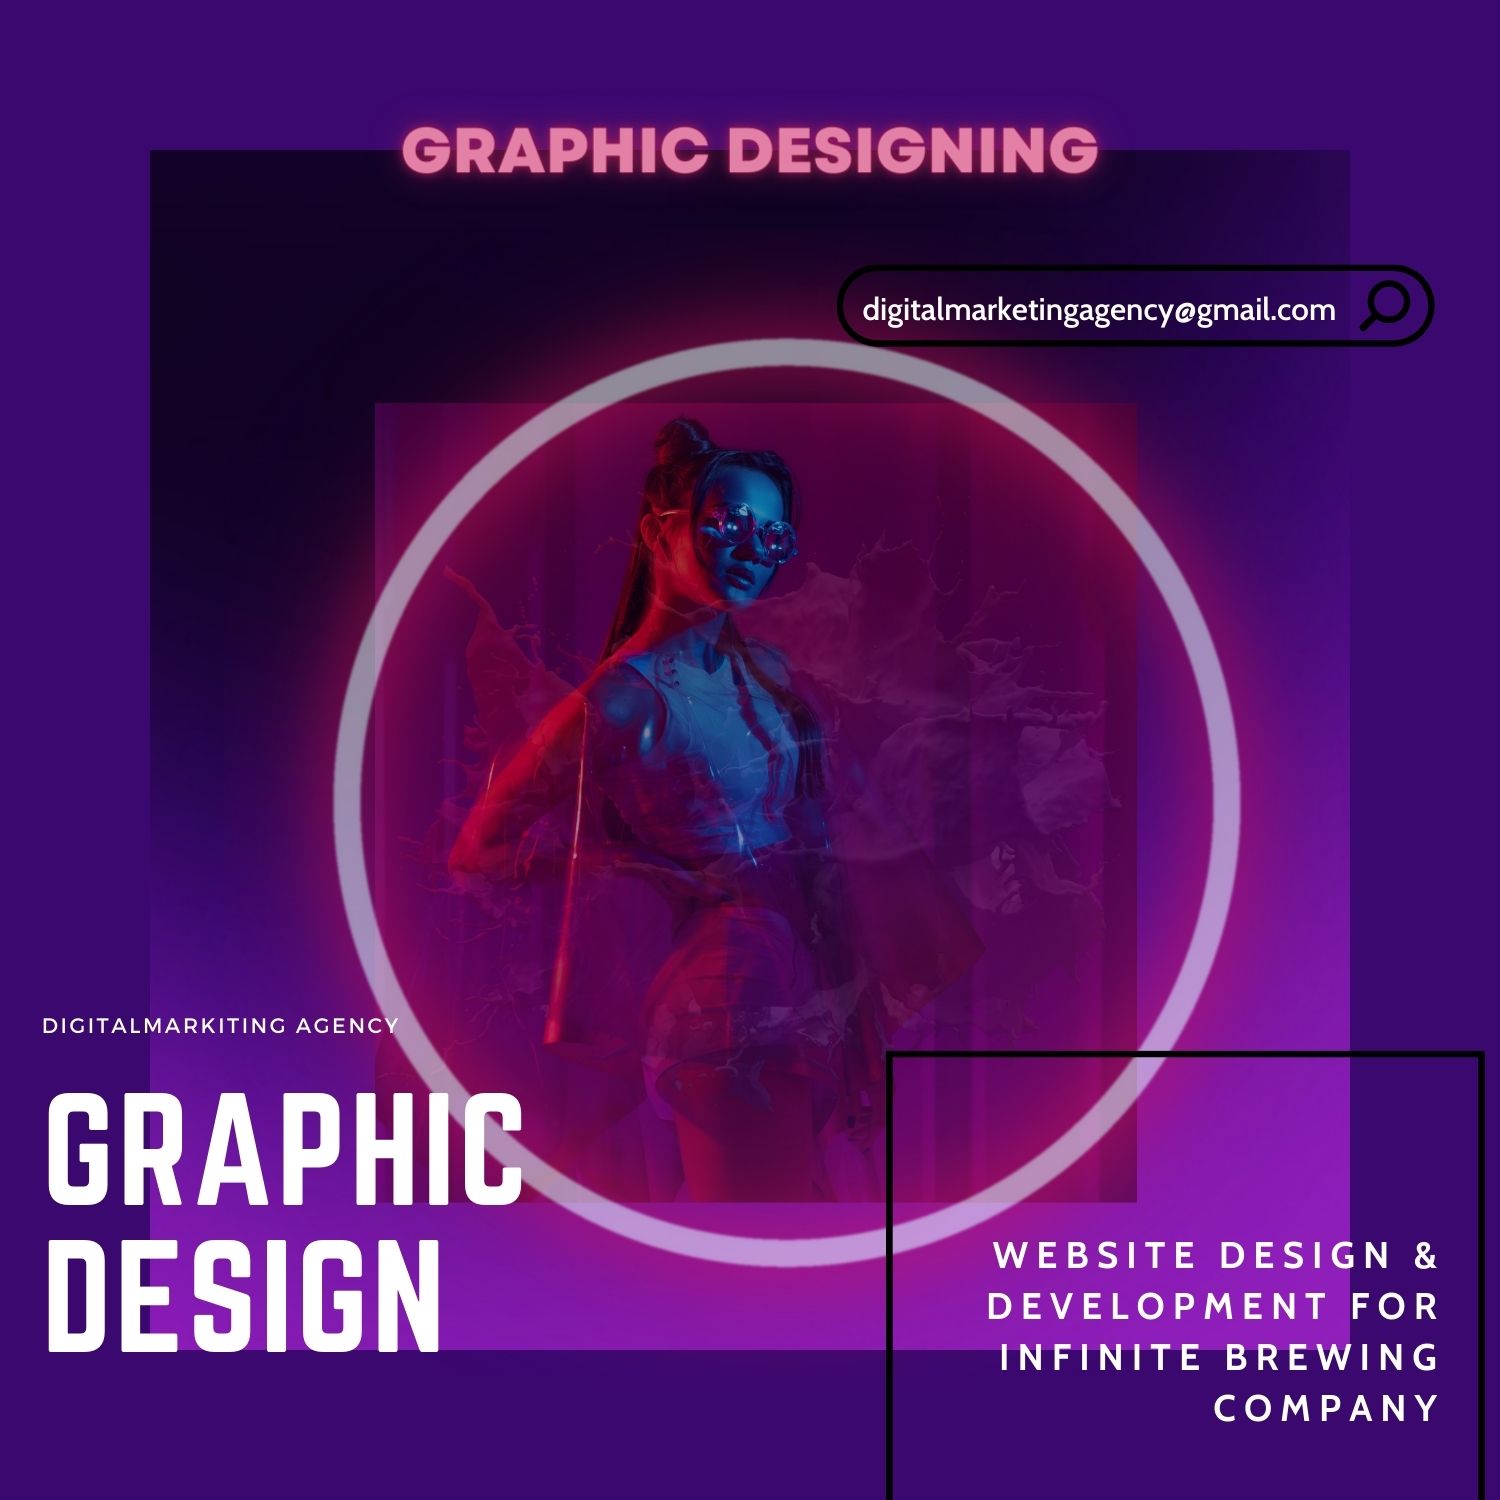 GRAPHIC DESIGNING
digitalmarketingagency@gmail.com
DIGITALMARKITING AGENCY
GRAPHIC
DESIGN
WEBSITE DESIGN &
DEVELOPMENT FOR
INFINITE BREWING
COMPANY